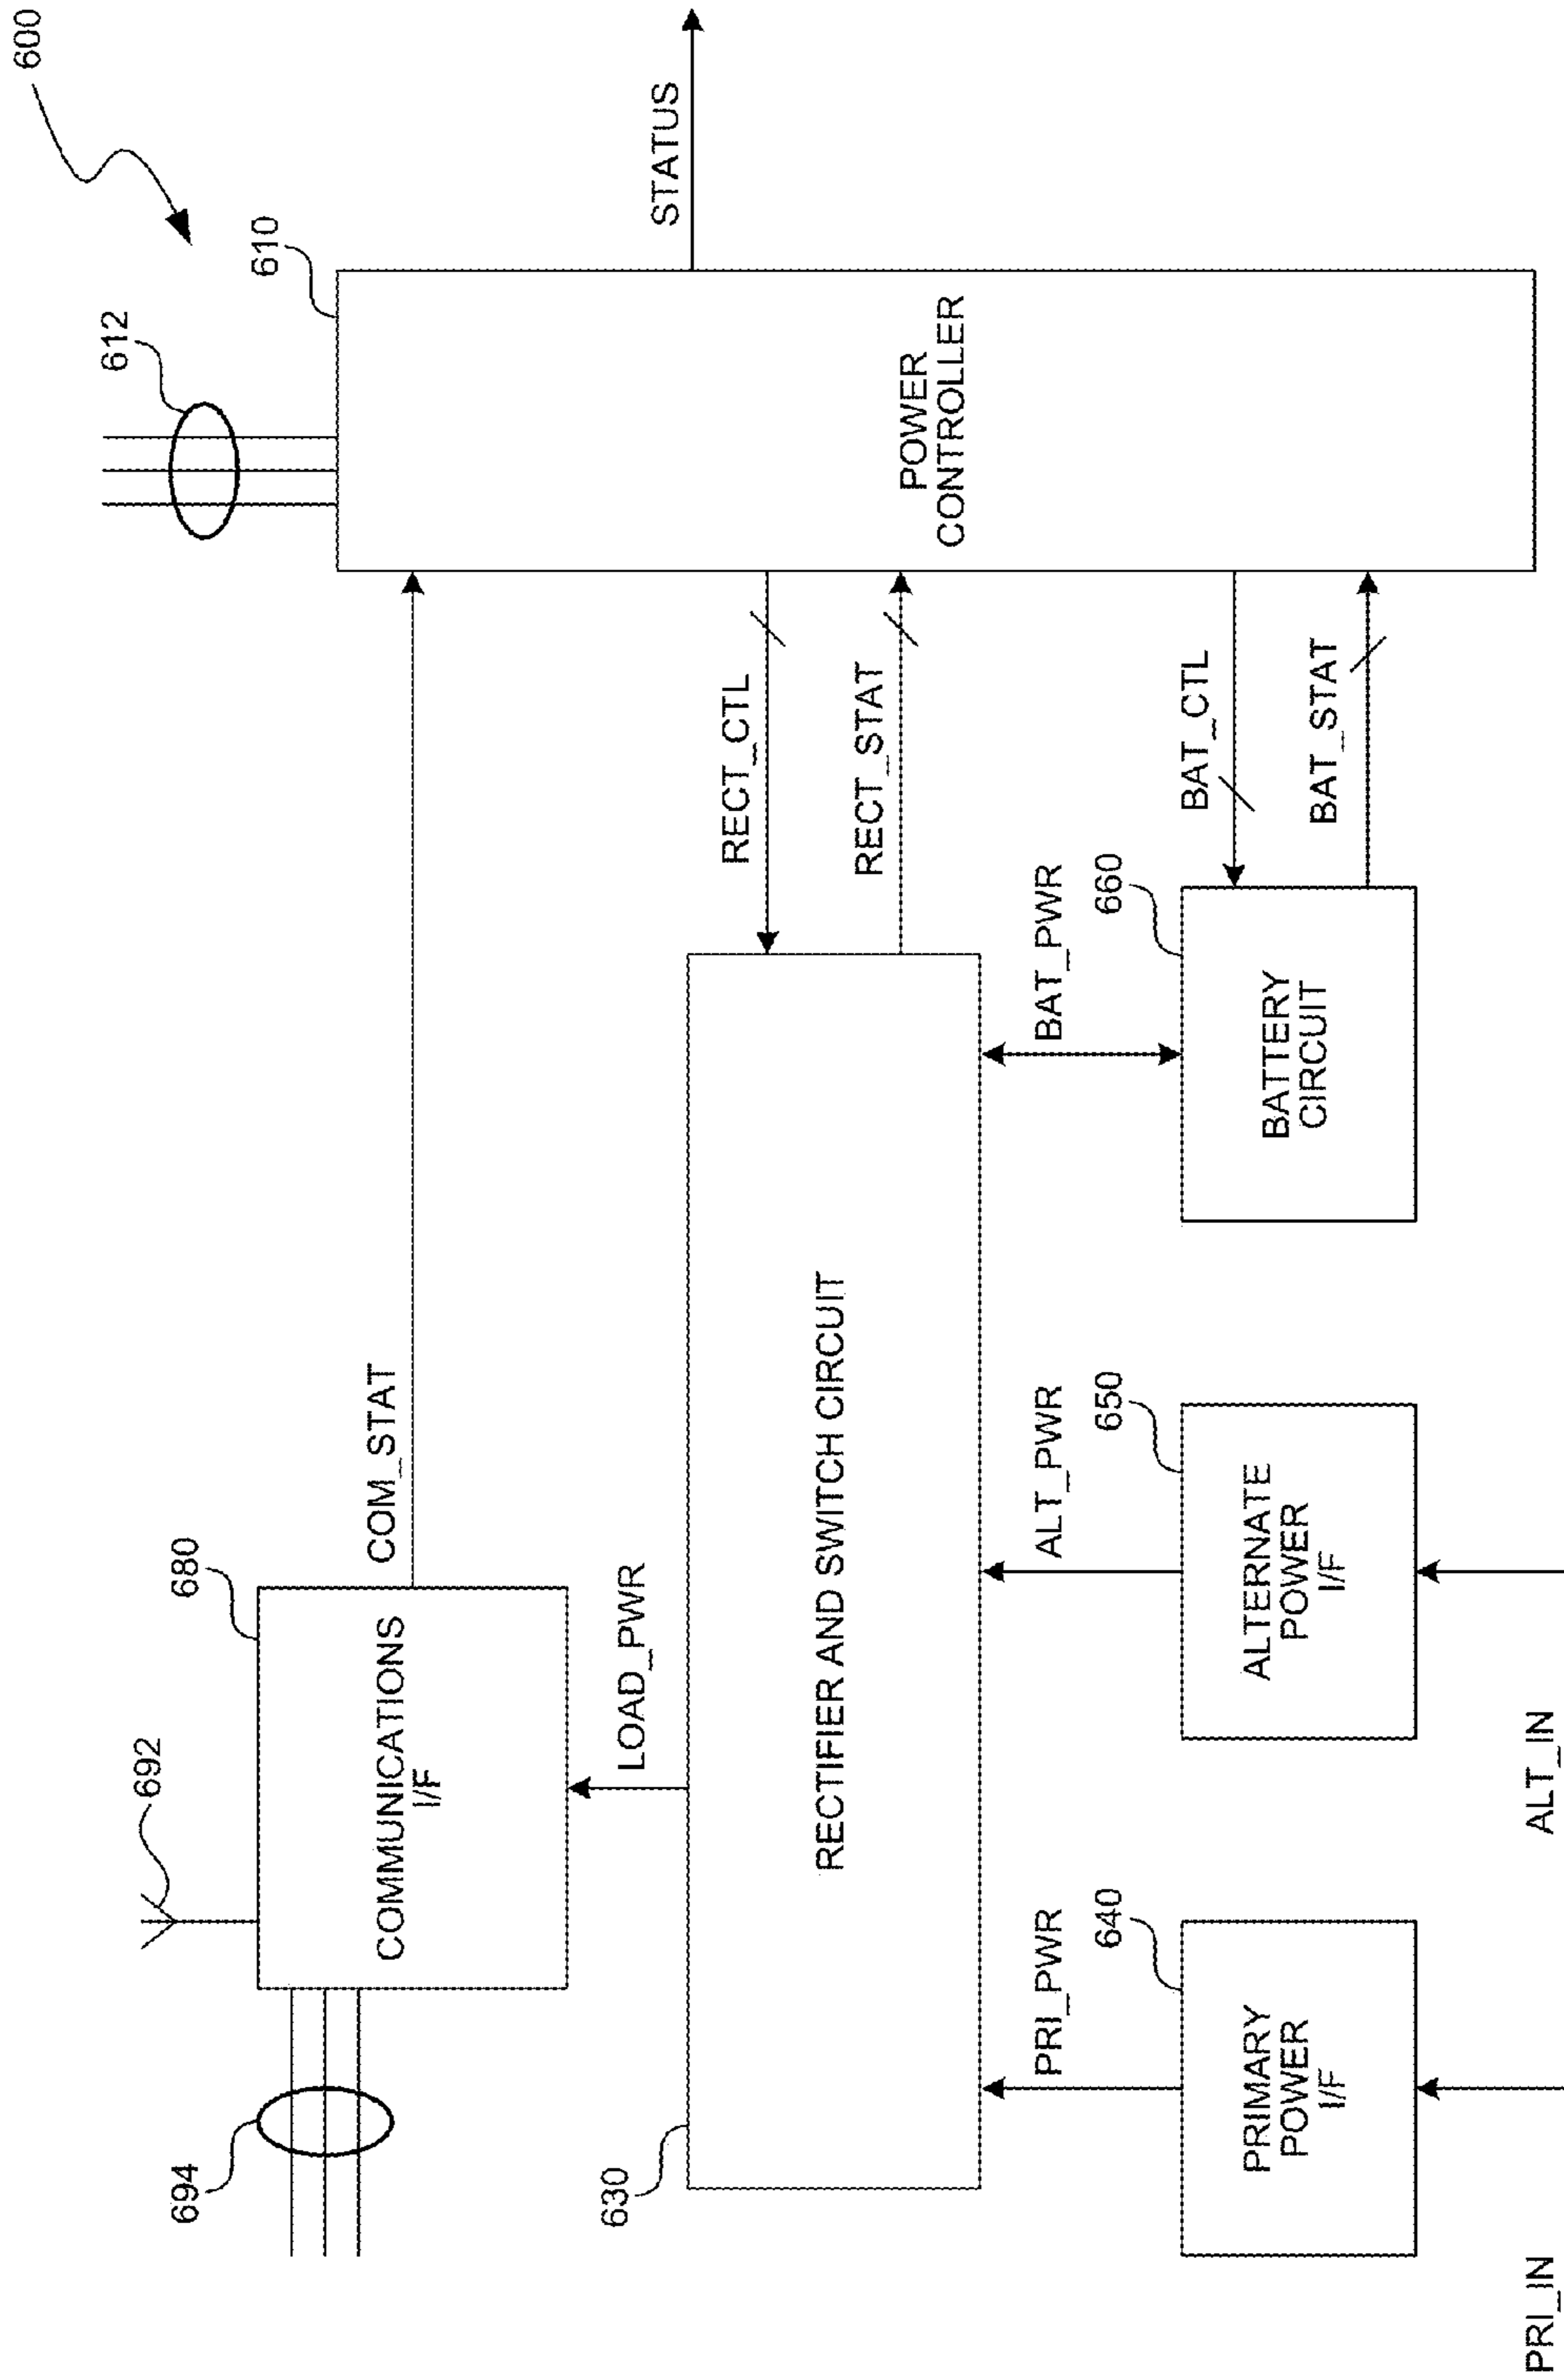 600
612
610
STATUS
POWER
CONTROLLER
694
692
680
COMMUNICATIONS
I/F
COM_STAT
LOAD_PWR
RECT_CTL
RECT_STAT
630
RECTIFIER AND SWITCH CIRCUIT
PRI_PWR
ALT_PWR
BAT_PWR
BAT_CTL
BAT_STAT
640
PRIMARY
POWER
I/F
650
ALTERNATE
POWER
I/F
660
BATTERY
CIRCUIT
PRI_IN
ALT_IN